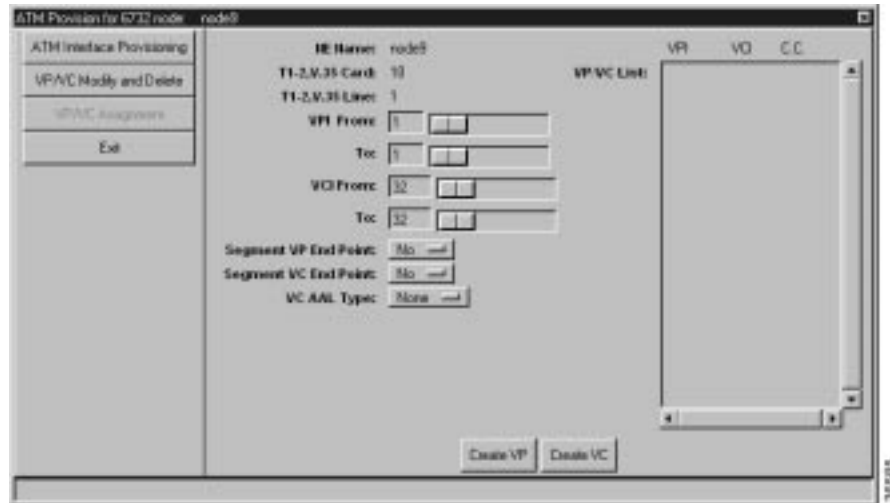 ATM Provision for 6732 node: node9
ATM Interface Provisioning
VP/VC Modify and Delete
VP/VC Assignment
Exit
NE Name: node9
T1-2,V.35 Card: 10
T1-2,V.35 Line: 1
VPI From: 1
To: 1
VCI From: 32
To: 32
Segment VP End Point: No
Segment VC End Point: No
VC AAL Type: None
VPI VCI C.C.
VP/VC List:
Create VP Create VC